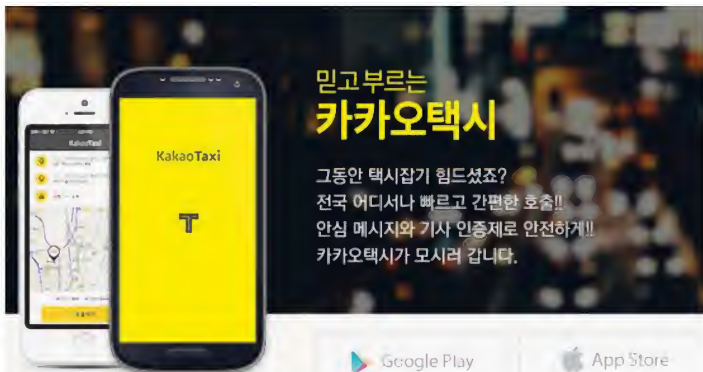 믿고 부르는
카카오택시
그동안 택시잡기 힘드셨죠?
전국 어디서나 빠르고 간편한 호출!!
안심 메시지와 기사 인증제로 안전하게!!
카카오택시가 모시러 갑니다.
KakaoTaxi
KakaoTaxi
T
Google Play
App Store